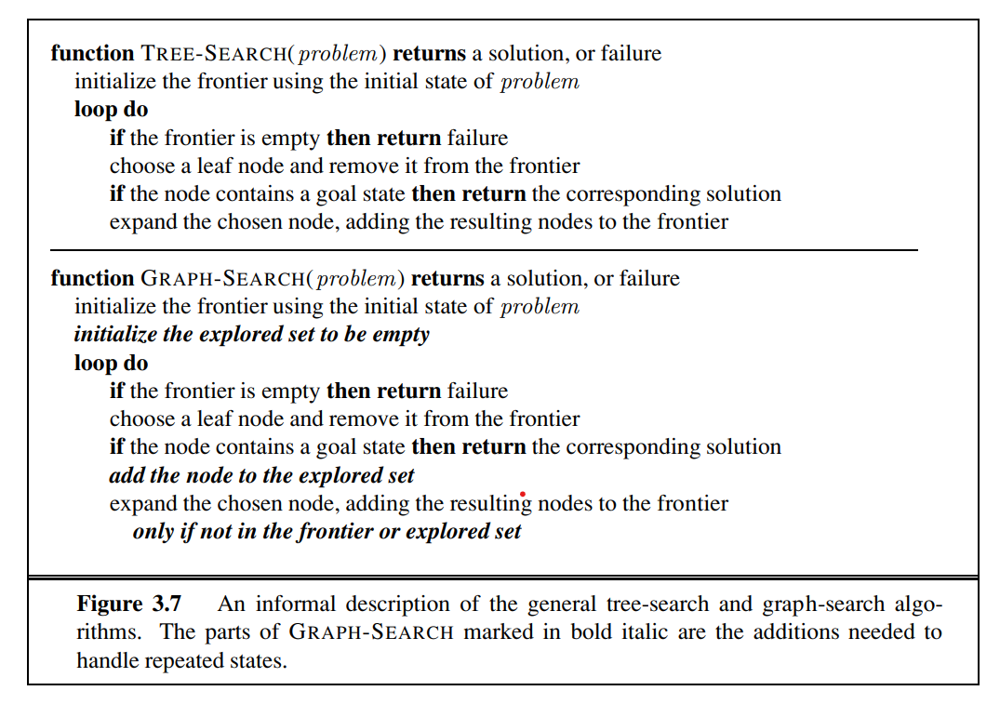 function TREE-SEARCH(problem) returns a solution, or failure
initialize the frontier using the initial state of problem
loop do
if the frontier is empty then return failure
choose a leaf node and remove it from the frontier
if the node contains a goal state then return the corresponding solution
expand the chosen node, adding the resulting nodes to the frontier
function GRAPH-SEARCH(problem) returns a solution, or failure
initialize the frontier using the initial state of problem
initialize the explored set to be empty
loop do
if the frontier is empty then return failure
choose a leaf node and remove it from the frontier
if the node contains a goal state then return the corresponding solution
add the node to the explored set
expand the chosen node, adding the resulting nodes to the frontier
only if not in the frontier or explored set
Figure 3.7 An informal description of the general tree-search and graph-search algo-
rithms. The parts of GRAPH-SEARCH marked in bold italic are the additions needed to
handle repeated states.